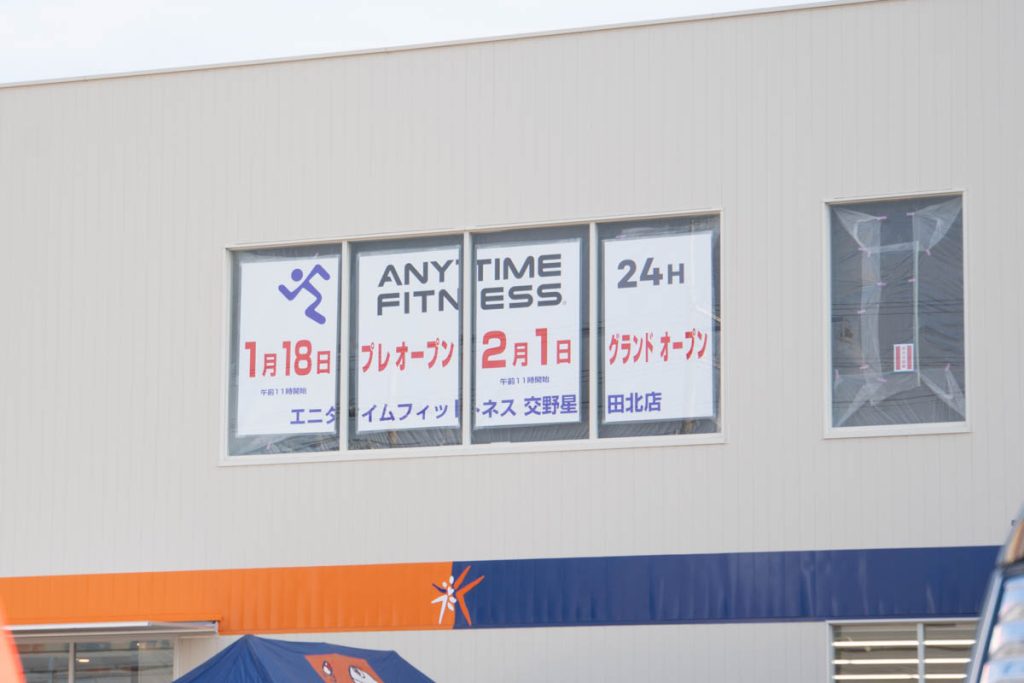 ANYTIME 24H
FITNESS
1月18日 プレオープン 2月1日 グランド オープン
午前11時開始 午前11時開始
エニタイムフィットネス 交野星田北店